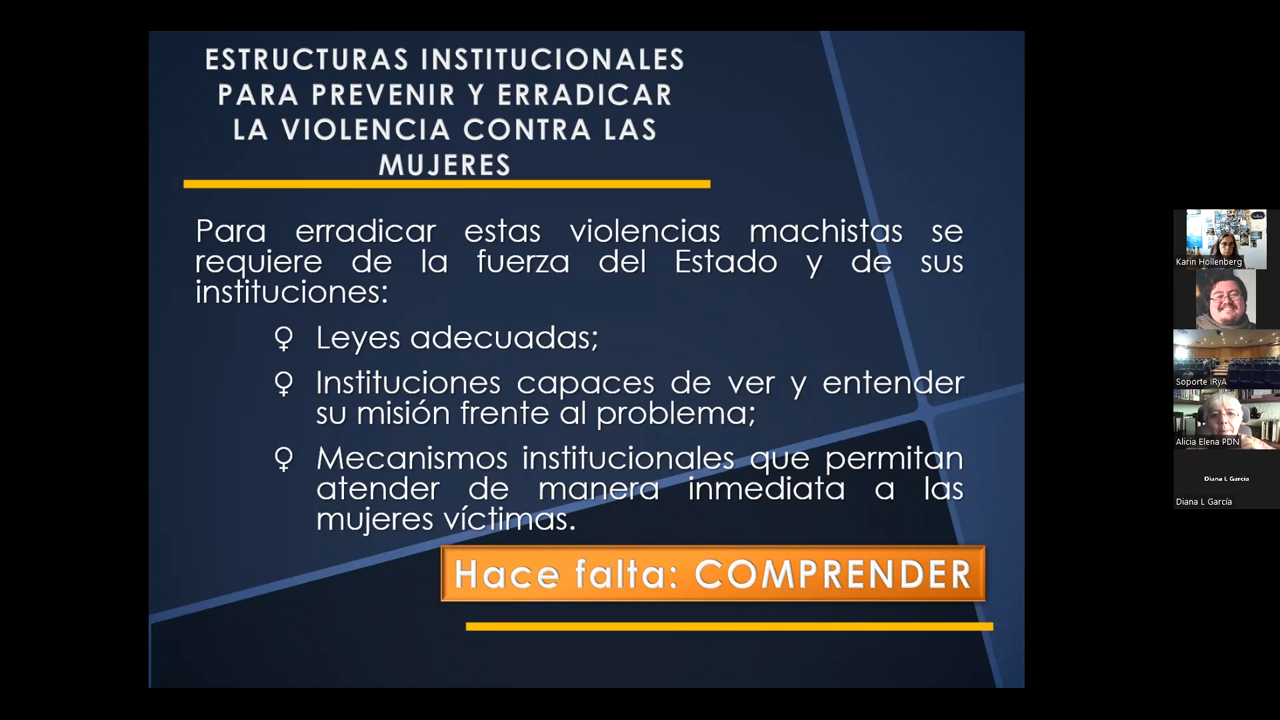 ESTRUCTURAS INSTITUCIONALES
PARA PREVENIR Y ERRADICAR
LA VIOLENCIA CONTRA LAS
MUJERES
Para erradicar estas violencias machistas se
requiere de la fuerza del Estado y de sus
instituciones:
♀ Leyes adecuadas;
♀ Instituciones capaces de ver y entender
su misión frente al problema;
♀ Mecanismos institucionales que permitan
atender de manera inmediata a las
mujeres víctimas.
Hace falta: COMPRENDER
Karin Hollenberg
Soporte IRyA
Alicia Elena PDN
Diana L García
Diana L García